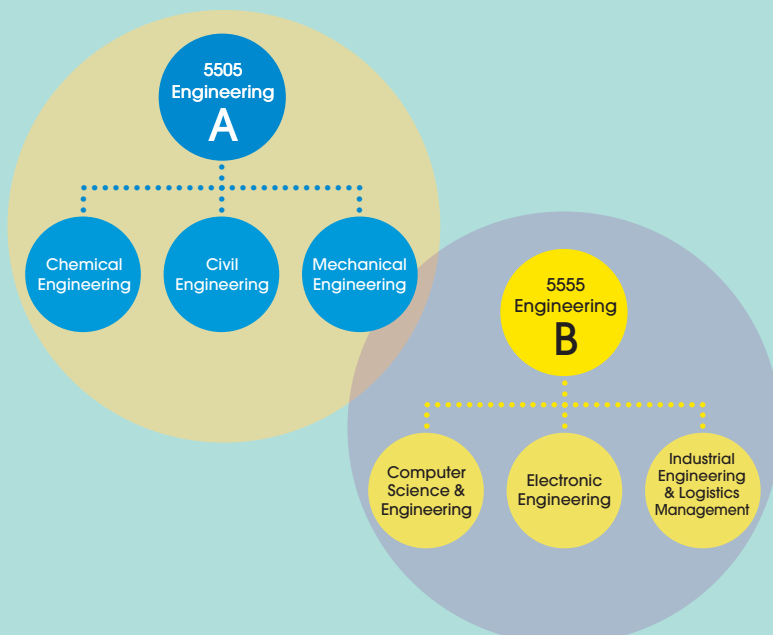 5505
Engineering
A
Chemical
Engineering
Civil
Engineering
Mechanical
Engineering
5555
Engineering
B
Computer
Science &
Engineering
Electronic
Engineering
Industrial
Engineering
& Logistics
Management